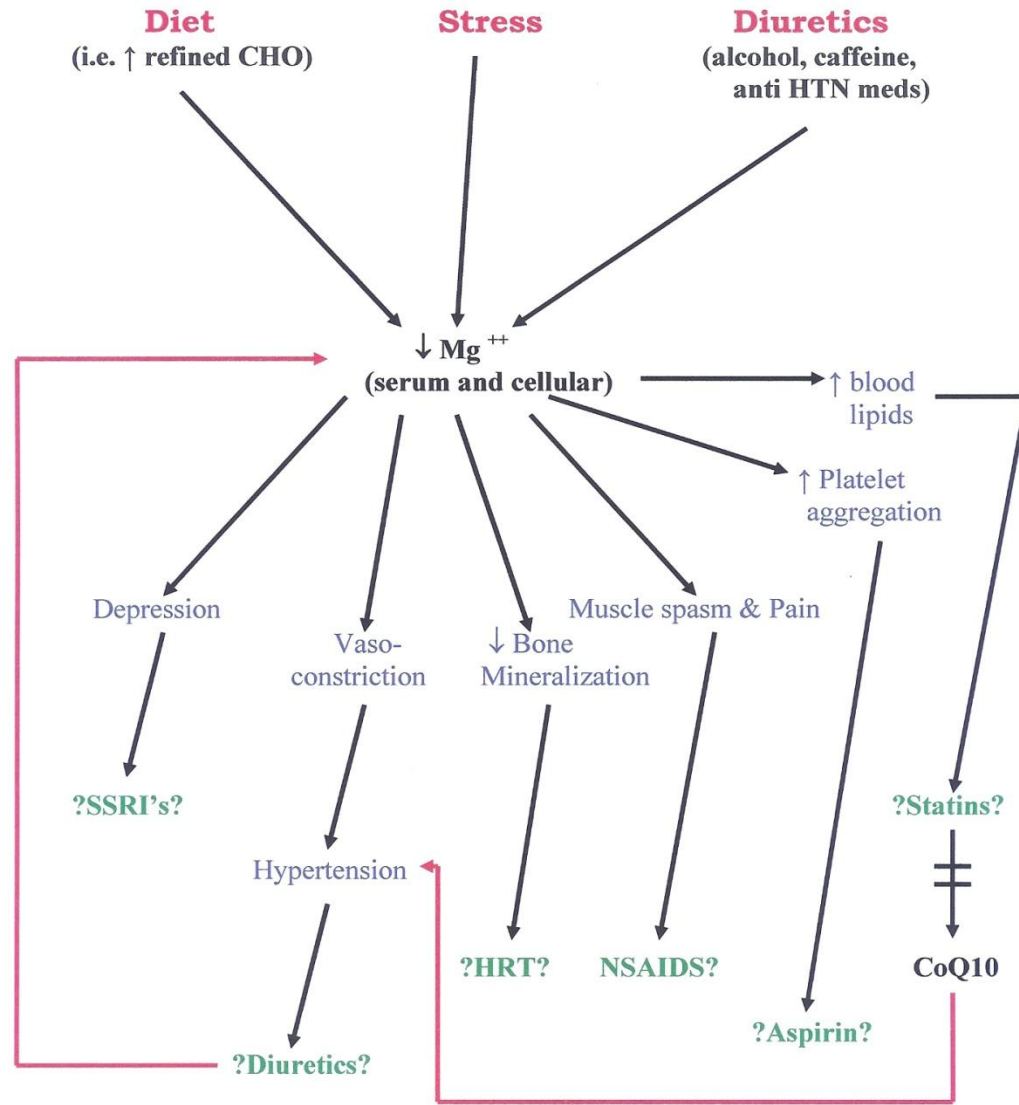 Diet
(i.e. ↑ refined CHO)
Stress
Diuretics
(alcohol, caffeine,
anti HTN meds)
↓ Mg ++
(serum and cellular)
↑ blood
lipids
↑ Platelet
aggregation
Depression
Vaso-
constriction
↓ Bone
Mineralization
Muscle spasm & Pain
?SSRI's?
?Statins?
Hypertension
?HRT?
NSAIDS?
CoQ10
?Aspirin?
?Diuretics?